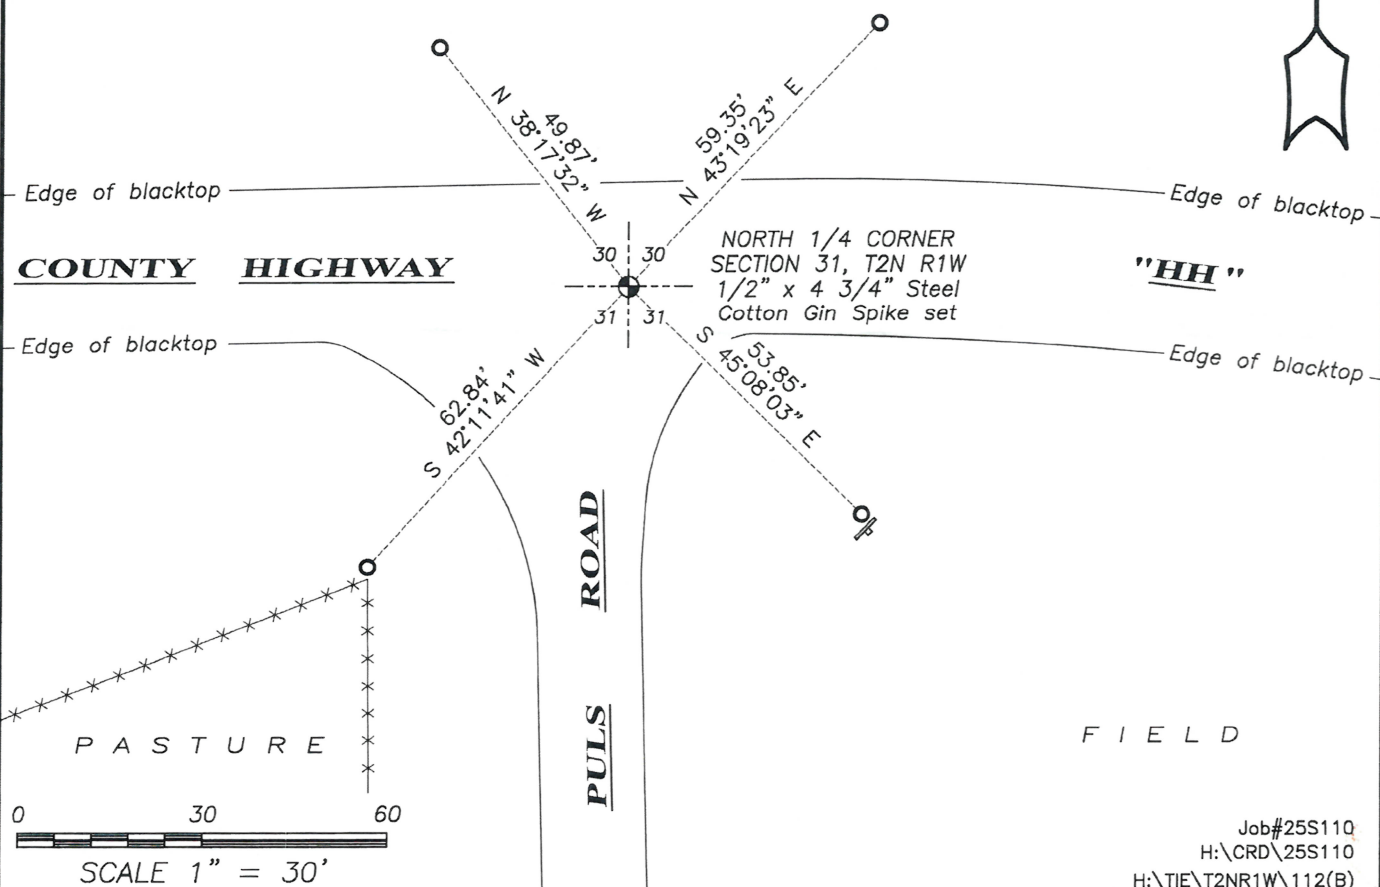 49.87'
N 38°17'32" W
59.35'
N 43°19'23" E
Edge of blacktop
Edge of blacktop
COUNTY HIGHWAY
"HH"
30 30
31 31
NORTH 1/4 CORNER
SECTION 31, T2N R1W
1/2" x 4 3/4" Steel
Cotton Gin Spike set
Edge of blacktop
Edge of blacktop
62.84'
S 42°11'41" W
53.85'
S 45°08'03" E
PULS ROAD
PASTURE
FIELD
0 30 60
SCALE 1" = 30'
Job#25S110
H:\CRD\25S110
H:\TIE\T2NR1W\112(B)